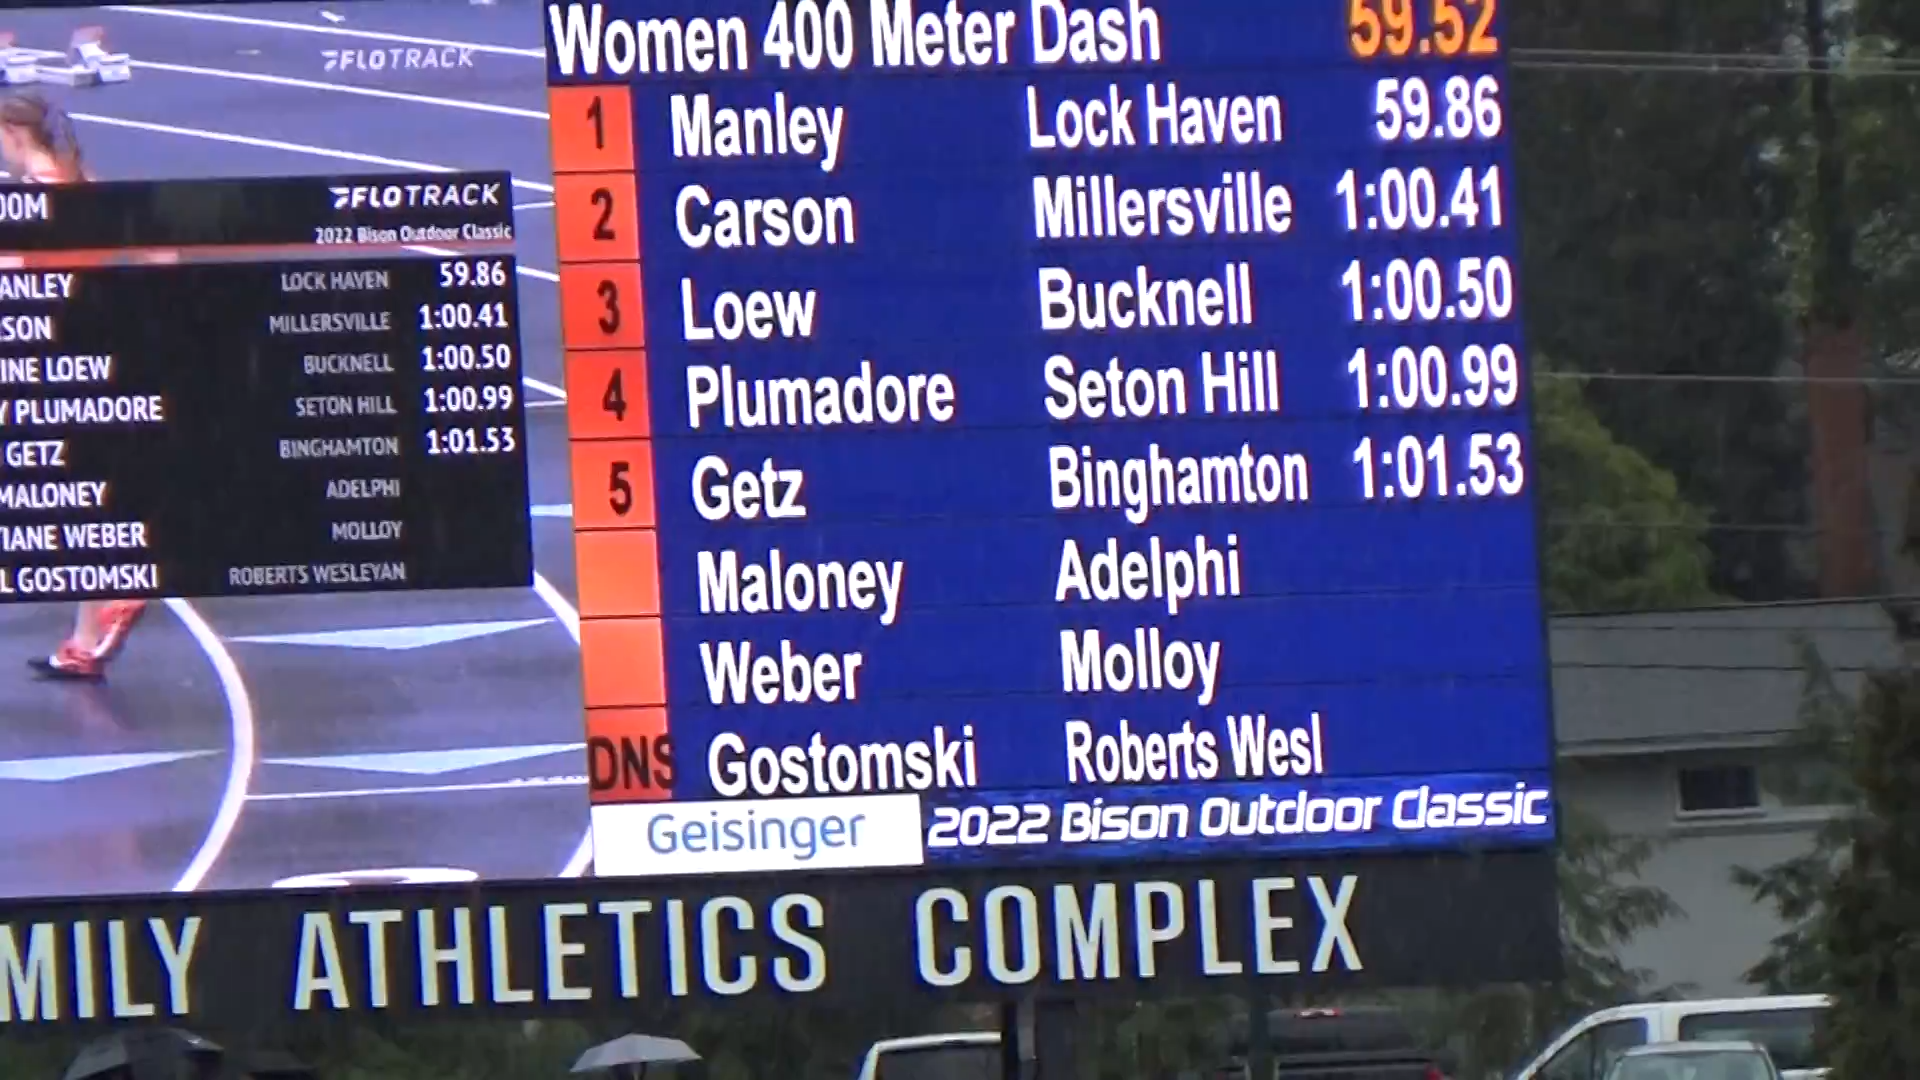 FLOTRACK
00M FLOTRACK
2022 Bison Outdoor Classic
ANLEY LOCK HAVEN 59.86
SON MILLERSVILLE 1:00.41
INE LOEW BUCKNELL 1:00.50
Y PLUMADORE SETON HILL 1:00.99
GETZ BINGHAMTON 1:01.53
MALONEY ADELPHI
TIANE WEBER MOLLOY
L GOSTOMSKI ROBERTS WESLEYAN
Women 400 Meter Dash 59.52
1 Manley Lock Haven 59.86
2 Carson Millersville 1:00.41
3 Loew Bucknell 1:00.50
4 Plumadore Seton Hill 1:00.99
5 Getz Binghamton 1:01.53
Maloney Adelphi
Weber Molloy
DNS Gostomski Roberts Wesl
Geisinger 2022 Bison Outdoor Classic
MILY ATHLETICS COMPLEX